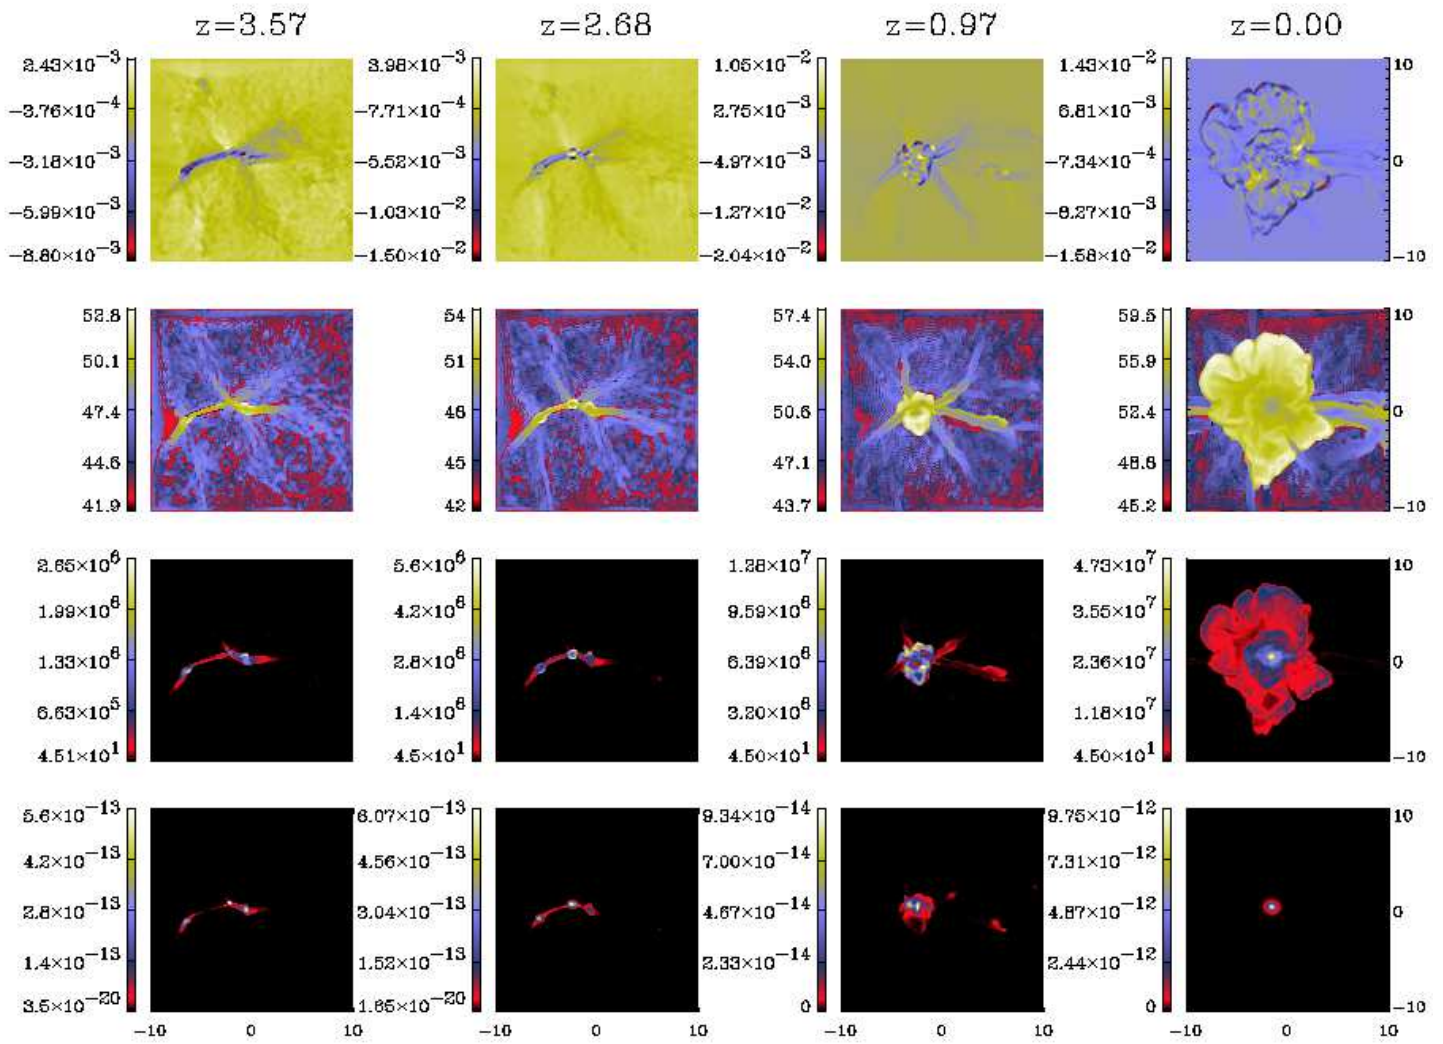 z=3.57 z=2.68 z=0.97 z=0.00
2.43×10⁻³ 3.98×10⁻³ 1.05×10⁻² 1.43×10⁻² 10
−3.76×10⁻⁴ −7.71×10⁻⁴ 2.75×10⁻³ 6.81×10⁻³
−3.18×10⁻³ −5.52×10⁻³ −4.97×10⁻³ −7.34×10⁻⁴ 0
−5.99×10⁻³ −1.03×10⁻² −1.27×10⁻² −8.27×10⁻³
−8.80×10⁻³ −1.50×10⁻² −2.04×10⁻² −1.58×10⁻² −10
52.8 54 57.4 59.5 10
50.1 51 54.0 55.9
47.4 48 50.6 52.4 0
44.6 45 47.1 48.8
41.9 42 43.7 45.2 −10
2.65×10⁶ 5.6×10⁶ 1.28×10⁷ 4.73×10⁷ 10
1.99×10⁶ 4.2×10⁶ 9.59×10⁶ 3.55×10⁷
1.33×10⁶ 2.8×10⁶ 6.39×10⁶ 2.36×10⁷ 0
6.63×10⁵ 1.4×10⁶ 3.20×10⁶ 1.18×10⁷
4.51×10¹ 4.5×10¹ 4.50×10¹ 4.50×10¹ −10
5.6×10⁻¹³ 6.07×10⁻¹³ 9.34×10⁻¹⁴ 9.75×10⁻¹² 10
4.2×10⁻¹³ 4.56×10⁻¹³ 7.00×10⁻¹⁴ 7.31×10⁻¹²
2.8×10⁻¹³ 3.04×10⁻¹³ 4.67×10⁻¹⁴ 4.87×10⁻¹² 0
1.4×10⁻¹³ 1.52×10⁻¹³ 2.33×10⁻¹⁴ 2.44×10⁻¹²
3.5×10⁻²⁰ 1.65×10⁻²⁰ 0 0 −10
−10 0 10 −10 0 10 −10 0 10 −10 0 10